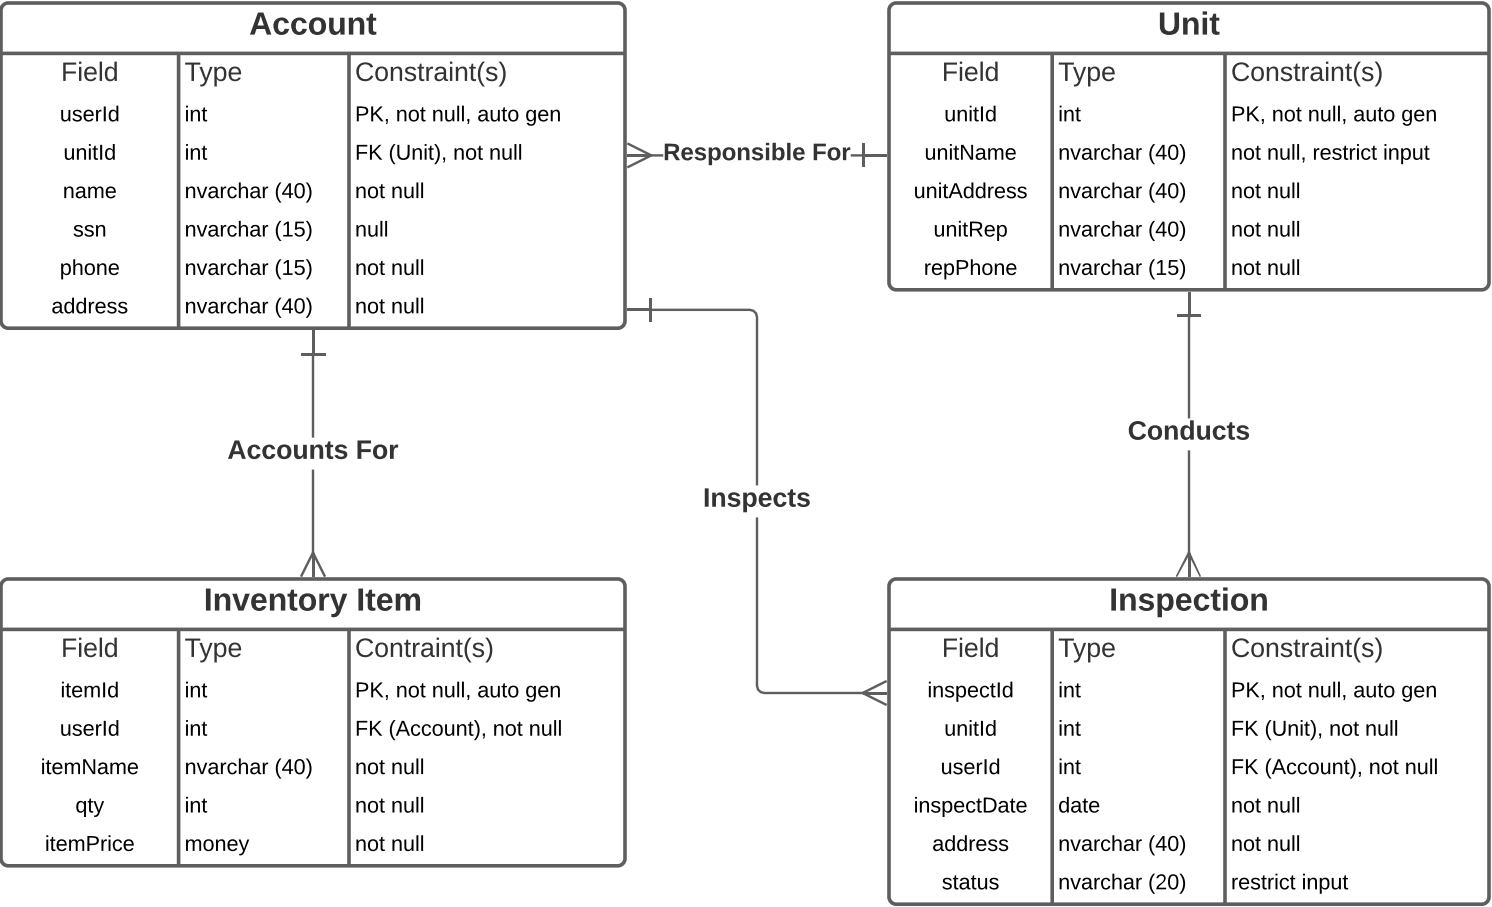 Account
Field Type Constraint(s)
userId int PK, not null, auto gen
unitId int FK (Unit), not null
name nvarchar (40) not null
ssn nvarchar (15) null
phone nvarchar (15) not null
address nvarchar (40) not null
Responsible For
Unit
Field Type Constraint(s)
unitId int PK, not null, auto gen
unitName nvarchar (40) not null, restrict input
unitAddress nvarchar (40) not null
unitRep nvarchar (40) not null
repPhone nvarchar (15) not null
Accounts For
Inspects
Conducts
Inventory Item
Field Type Contraint(s)
itemId int PK, not null, auto gen
userId int FK (Account), not null
itemName nvarchar (40) not null
qty int not null
itemPrice money not null
Inspection
Field Type Constraint(s)
inspectId int PK, not null, auto gen
unitId int FK (Unit), not null
userId int FK (Account), not null
inspectDate date not null
address nvarchar (40) not null
status nvarchar (20) restrict input